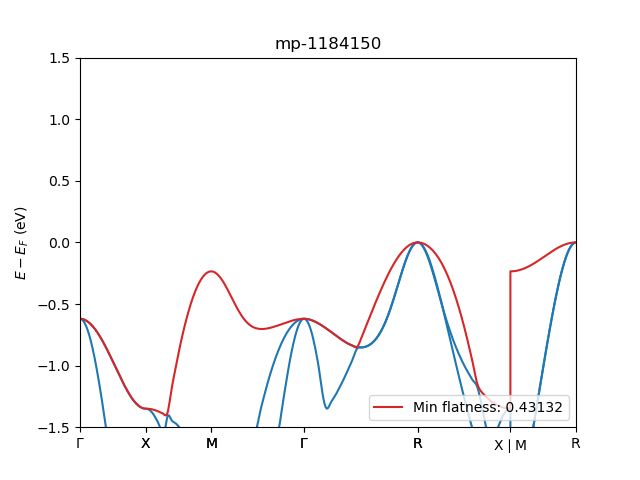 mp-1184150
1.5
1.0
0.5
0.0
−0.5
−1.0
−1.5
E − E_F (eV)
Min flatness: 0.43132
Γ X M Γ R X | M R